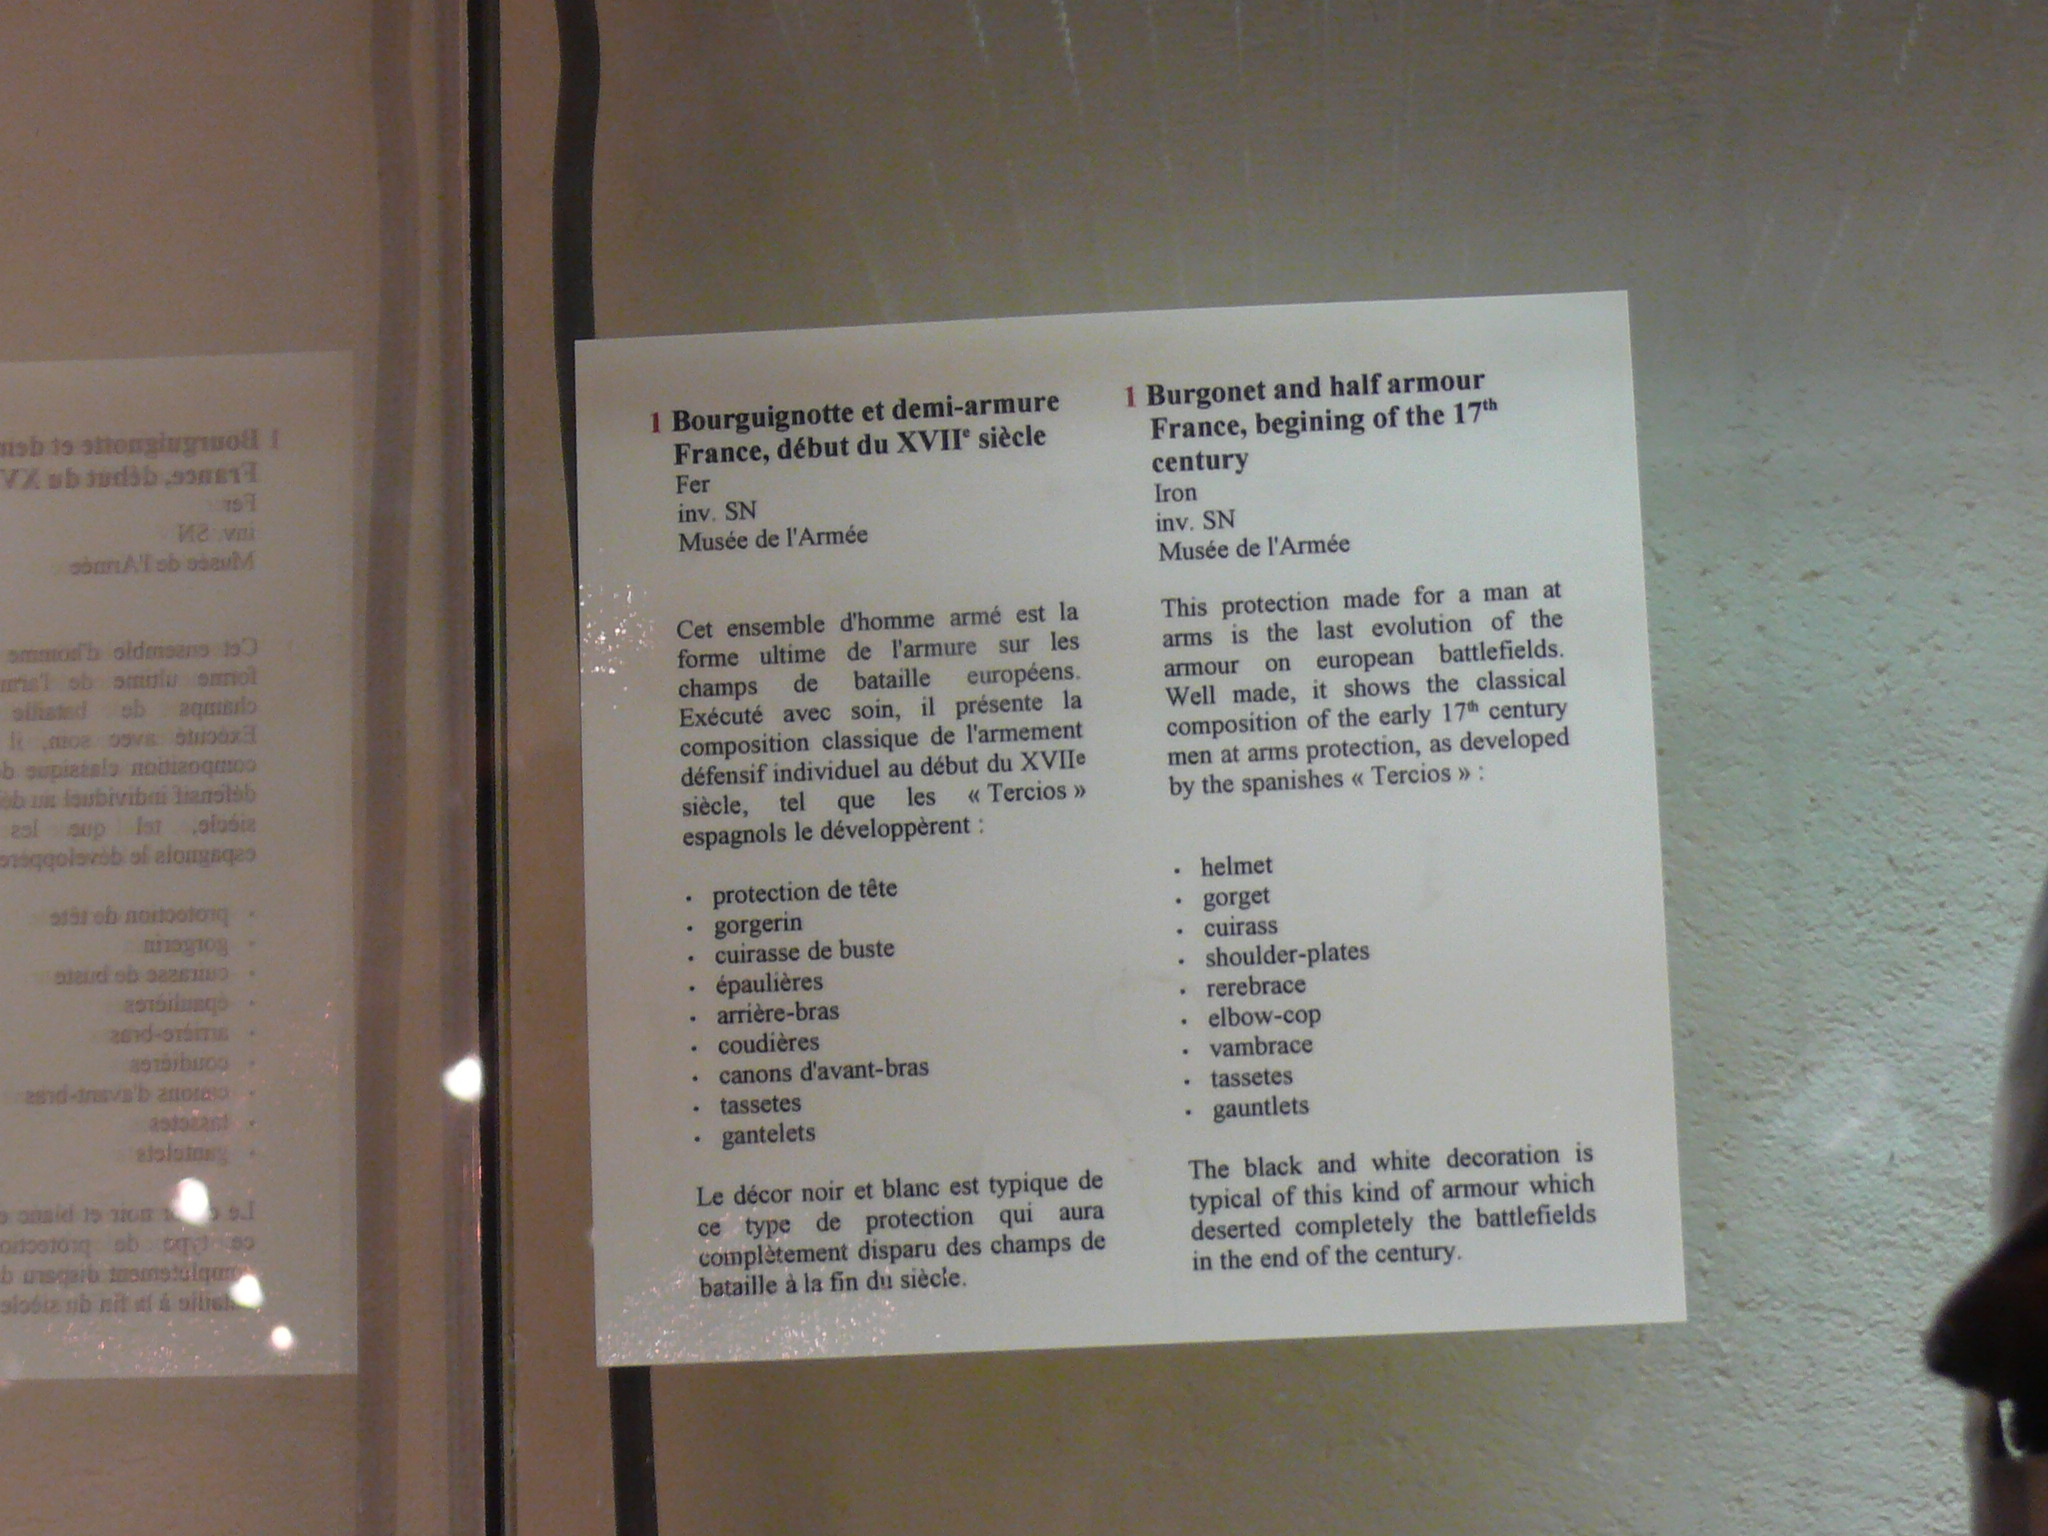 1 Bourguignotte et demi-armure
France, début du XVIIe siècle
Fer
inv. SN
Musée de l'Armée
Cet ensemble d'homme armé est la
forme ultime de l'armure sur les
champs de bataille européens.
Exécuté avec soin, il présente la
composition classique de l'armement
défensif individuel au début du XVIIe
siècle, tel que les « Tercios »
espagnols le développèrent :
· protection de tête
· gorgerin
· cuirasse de buste
· épaulières
· arrière-bras
· coudières
· canons d'avant-bras
· tassetes
· gantelets
Le décor noir et blanc est typique de
ce type de protection qui aura
complètement disparu des champs de
bataille à la fin du siècle.
1 Burgonet and half armour
France, begining of the 17th
century
Iron
inv. SN
Musée de l'Armée
This protection made for a man at
arms is the last evolution of the
armour on european battlefields.
Well made, it shows the classical
composition of the early 17th century
men at arms protection, as developed
by the spanishes « Tercios » :
· helmet
· gorget
· cuirass
· shoulder-plates
· rerebrace
· elbow-cop
· vambrace
· tassetes
· gauntlets
The black and white decoration is
typical of this kind of armour which
deserted completely the battlefields
in the end of the century.